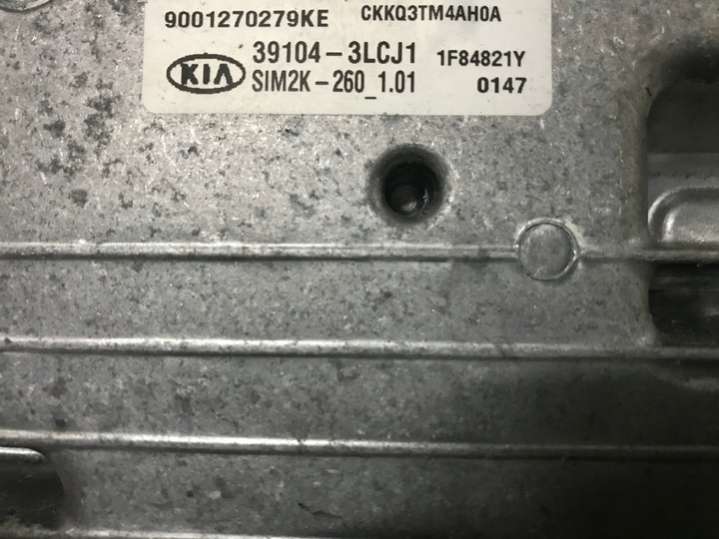 9001270279KE CKKQ3TM4AH0A
39104-3LCJ1 1F84821Y
KIA SIM2K-260_1.01 0147